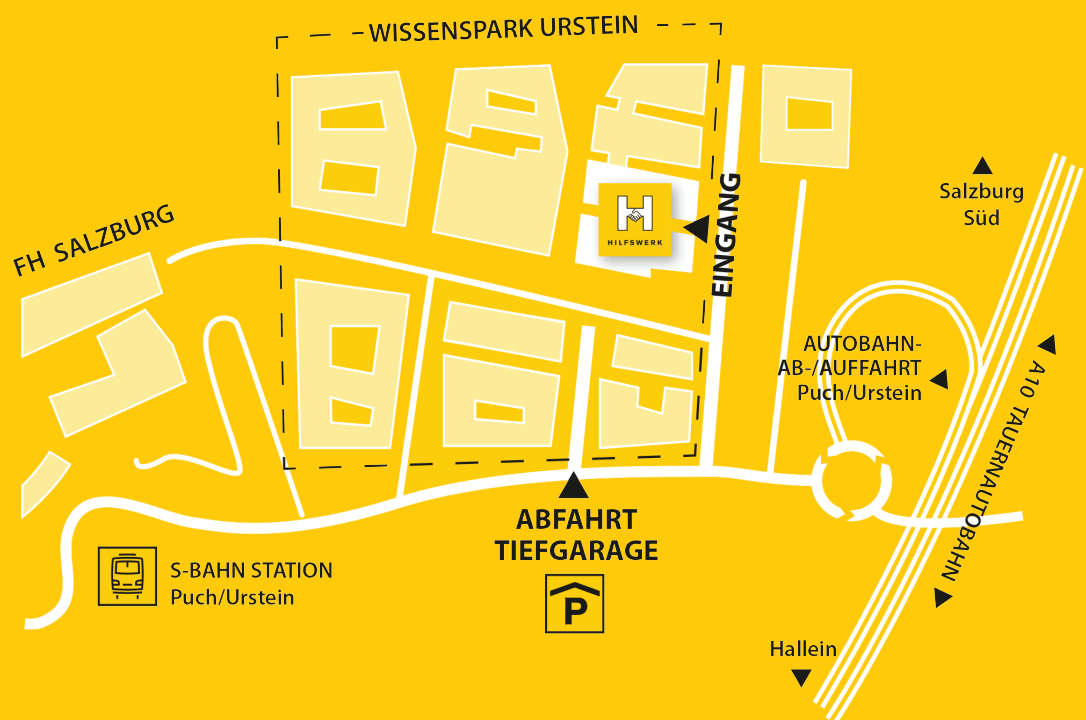 WISSENSPARK URSTEIN
FH SALZBURG
HILFSWERK
EINGANG
Salzburg
Süd
AUTOBAHN-
AB-/AUFFAHRT
Puch/Urstein
A10 TAUERNAUTOBAHN
ABFAHRT
TIEFGARAGE
P
S-BAHN STATION
Puch/Urstein
Hallein